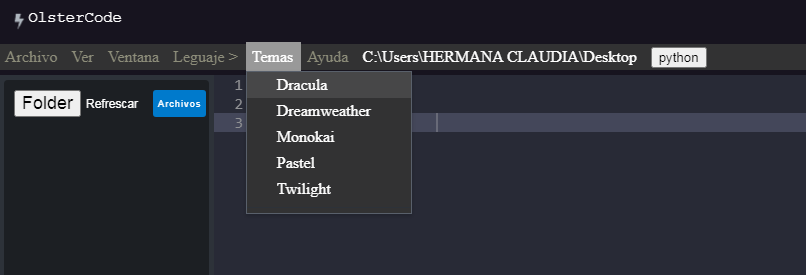 OlsterCode
Archivo Ver Ventana Leguaje > Temas Ayuda C:\Users\HERMANA CLAUDIA\Desktop python
Folder Refrescar Archivos
1
2
3
Dracula
Dreamweather
Monokai
Pastel
Twilight